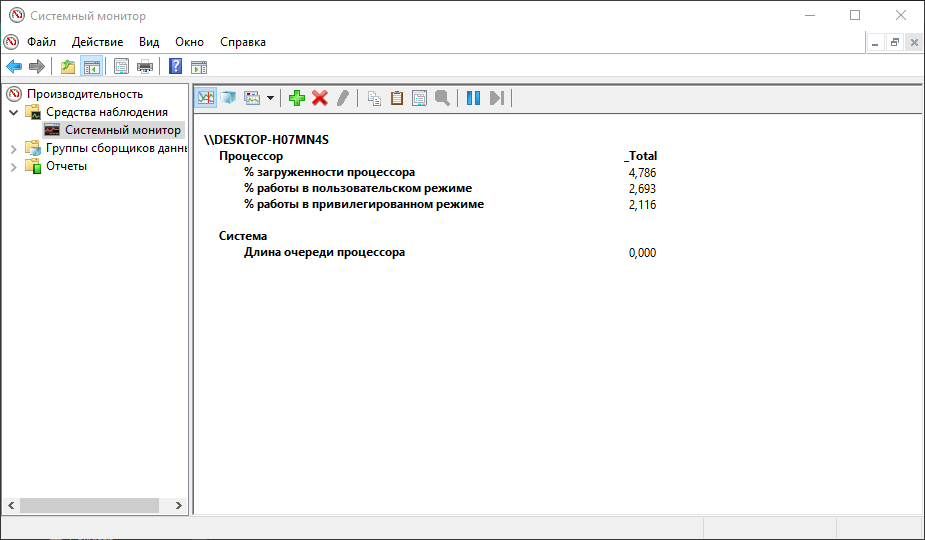 Системный монитор
Файл Действие Вид Окно Справка
Производительность
Средства наблюдения
Системный монитор
Группы сборщиков данны
Отчеты
\\DESKTOP-H07MN4S
Процессор _Total
% загруженности процессора 4,786
% работы в пользовательском режиме 2,693
% работы в привилегированном режиме 2,116
Система
Длина очереди процессора 0,000